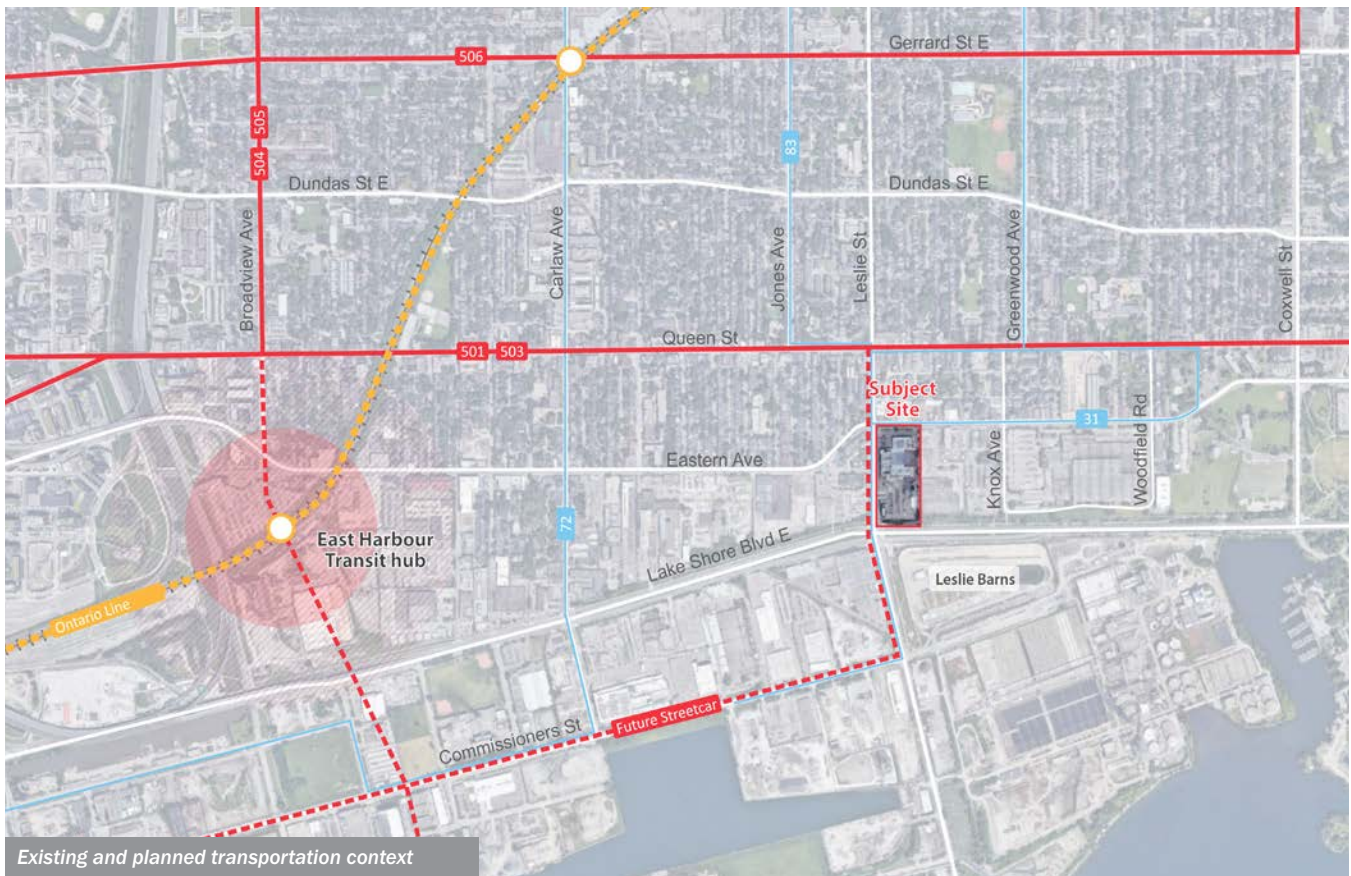 Gerrard St E
506
505
504
83
Dundas St E
Dundas St E
Broadview Ave
Carlaw Ave
Jones Ave
Leslie St
Greenwood Ave
Coxwell St
Queen St
501
503
Subject
Site
31
Eastern Ave
Knox Ave
Woodfield Rd
72
East Harbour
Transit hub
Lake Shore Blvd E
Leslie Barns
Ontario Line
Future Streetcar
Commissioners St
Existing and planned transportation context